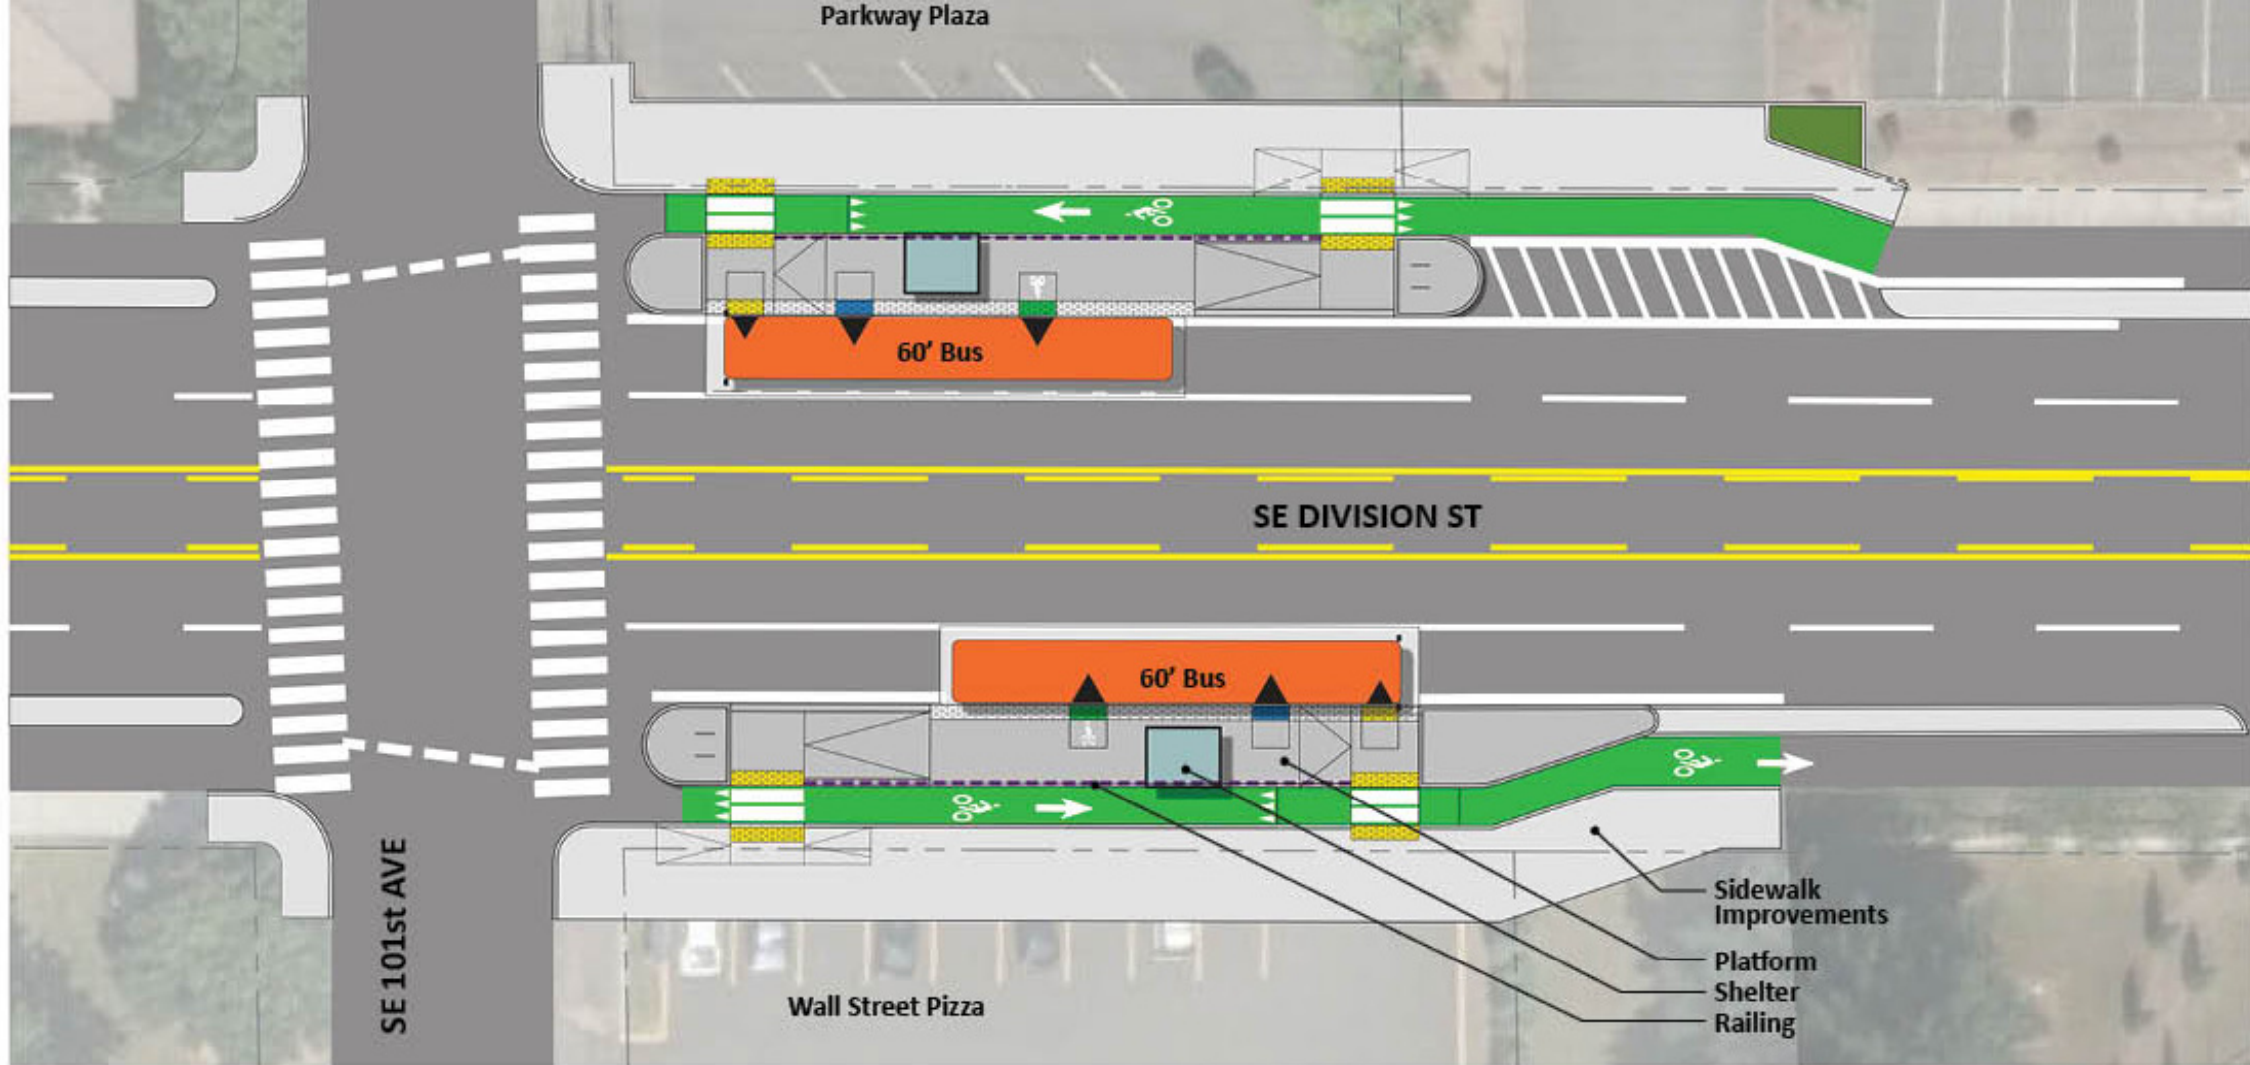 Parkway Plaza
60' Bus
SE DIVISION ST
60' Bus
SE 101st AVE
Sidewalk
Improvements
Platform
Shelter
Railing
Wall Street Pizza